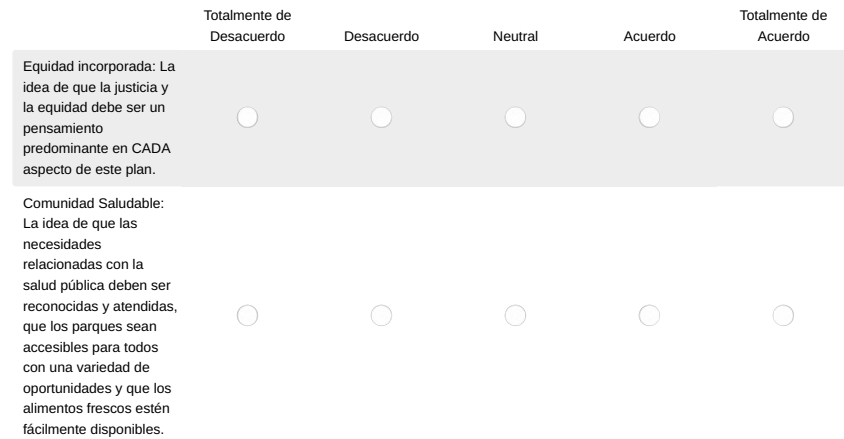 Totalmente de Desacuerdo
Desacuerdo
Neutral
Acuerdo
Totalmente de Acuerdo
Equidad incorporada: La
idea de que la justicia y
la equidad debe ser un
pensamiento
predominante en CADA
aspecto de este plan.
Comunidad Saludable:
La idea de que las
necesidades
relacionadas con la
salud pública deben ser
reconocidas y atendidas,
que los parques sean
accesibles para todos
con una variedad de
oportunidades y que los
alimentos frescos estén
fácilmente disponibles.